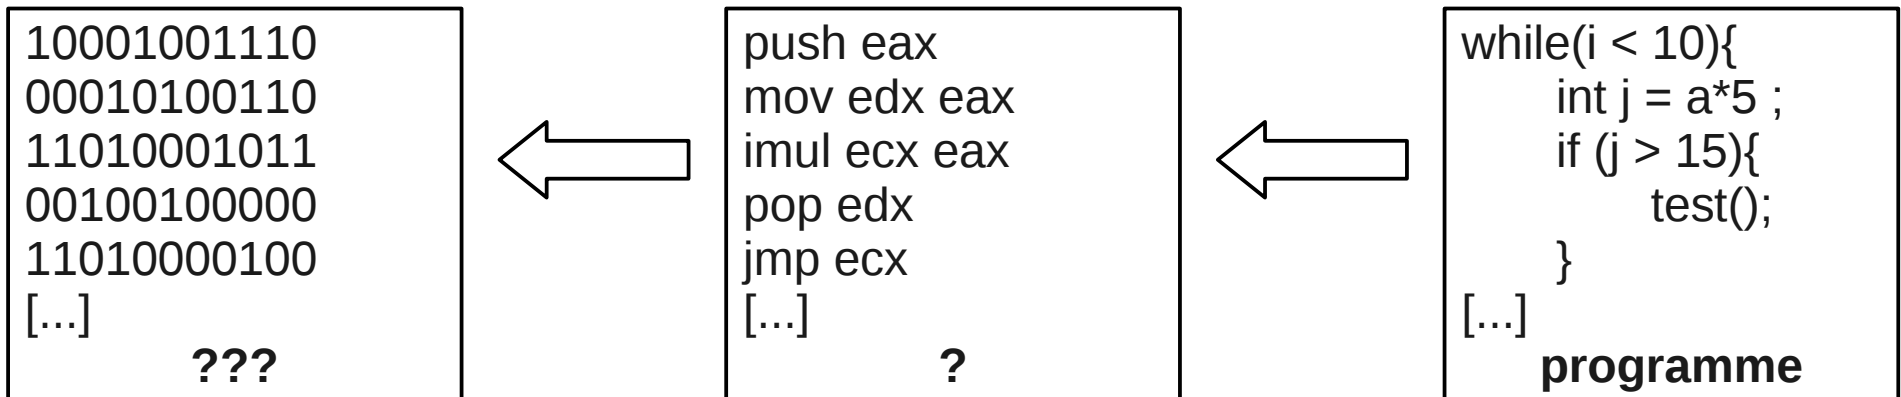 10001001110
00010100110
11010001011
00100100000
11010000100
[...]
???
push eax
mov edx eax
imul ecx eax
pop edx
jmp ecx
[...]
?
while(i < 10){
int j = a*5 ;
if (j > 15){
test();
}
[...]
programme